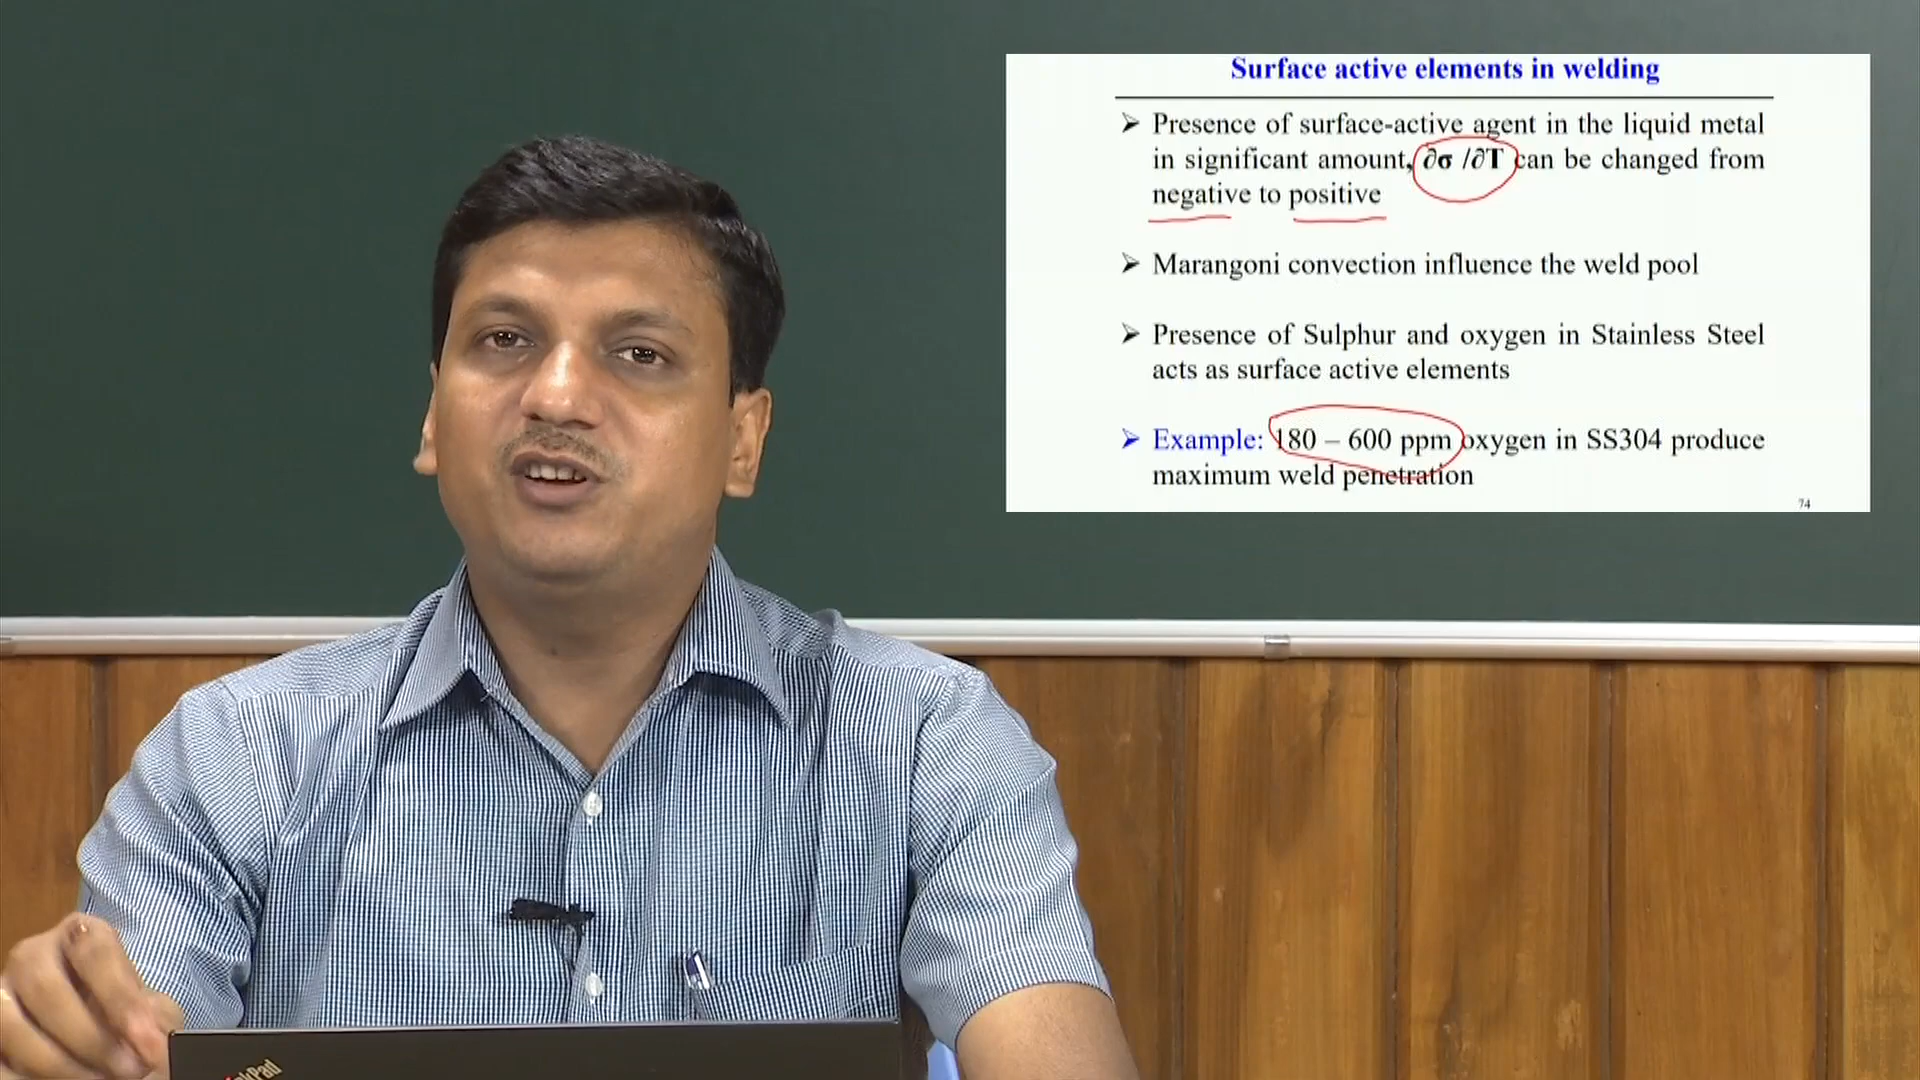 Surface active elements in welding
➤ Presence of surface-active agent in the liquid metal
in significant amount, ∂σ /∂T can be changed from
negative to positive
➤ Marangoni convection influence the weld pool
➤ Presence of Sulphur and oxygen in Stainless Steel
acts as surface active elements
➤ Example: 180 – 600 ppm oxygen in SS304 produce
maximum weld penetration
74